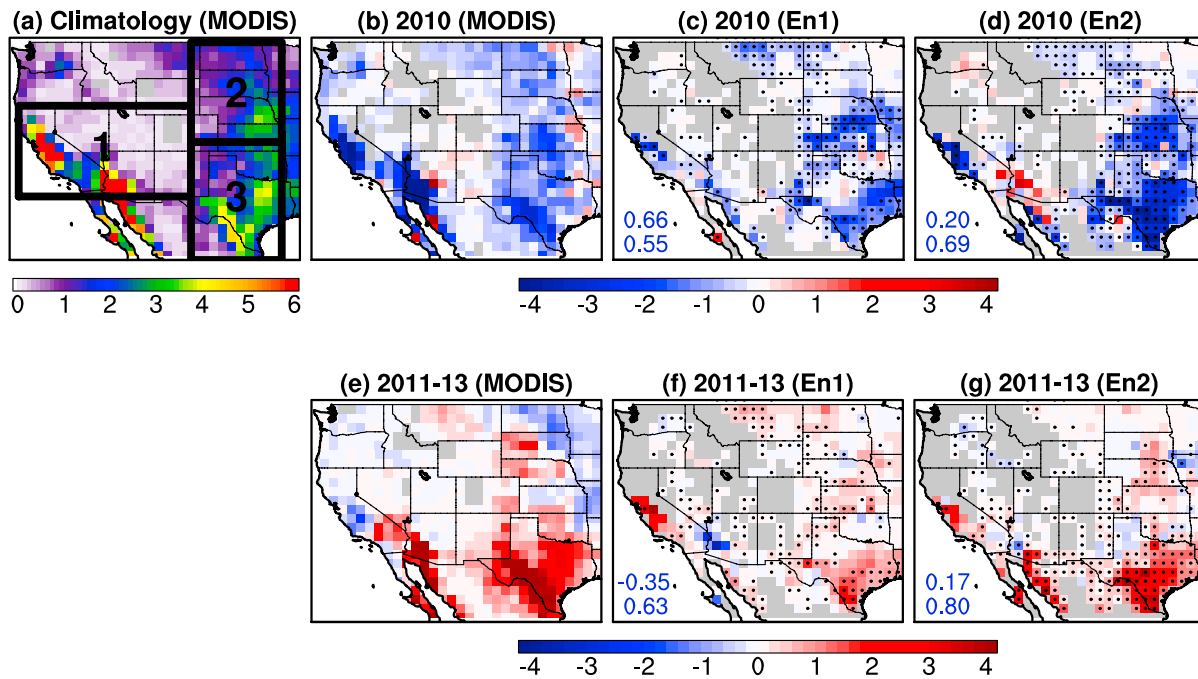 (a) Climatology (MODIS)
(b) 2010 (MODIS)
(c) 2010 (En1)
(d) 2010 (En2)
1
2
3
0.66
0.55
0.20
0.69
0 1 2 3 4 5 6
-4 -3 -2 -1 0 1 2 3 4
(e) 2011-13 (MODIS)
(f) 2011-13 (En1)
(g) 2011-13 (En2)
-0.35
0.63
0.17
0.80
-4 -3 -2 -1 0 1 2 3 4